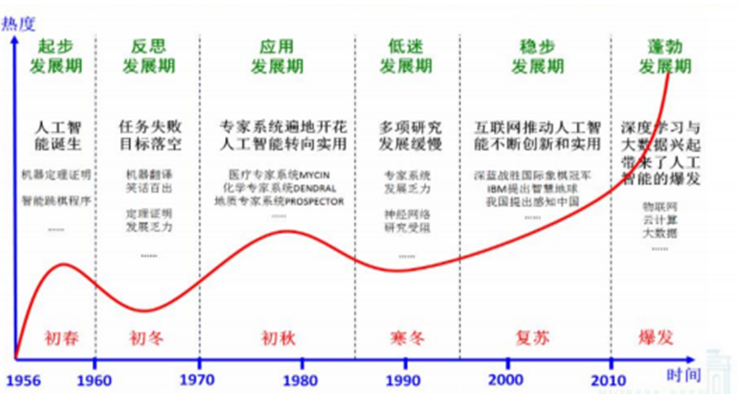 热度
起步
发展期
反思
发展期
应用
发展期
低迷
发展期
稳步
发展期
蓬勃
发展期
人工智
能诞生
机器定理证明
智能跳棋程序
……
任务失败
目标落空
机器翻译
笑话百出
定理证明
发展乏力
……
专家系统遍地开花
人工智能转向实用
医疗专家系统MYCIN
化学专家系统DENDRAL
地质专家系统PROSPECTOR
……
多项研究
发展缓慢
专家系统
发展乏力
神经网络
研究受阻
……
互联网推动人工智
能不断创新和实用
深蓝战胜国际象棋冠军
IBM提出智慧地球
我国提出感知中国
……
深度学习与
大数据兴起
带来了人工
智能的爆发
物联网
云计算
大数据
……
初春
初冬
初秋
寒冬
复苏
爆发
1956
1960
1970
1980
1990
2000
2010
时间